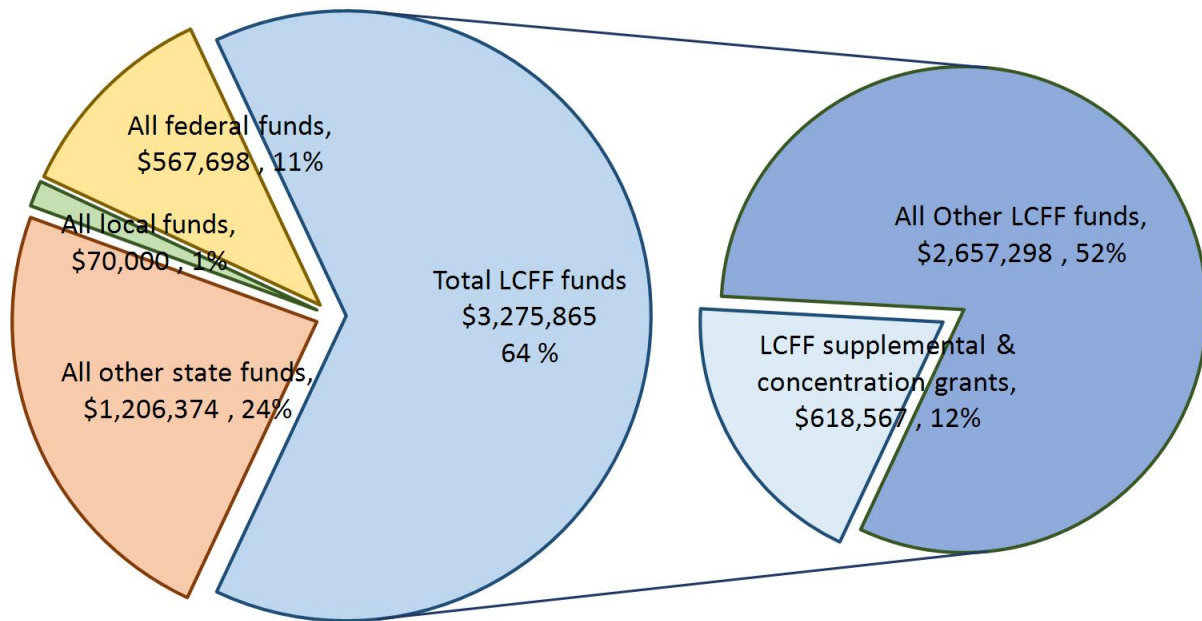 All federal funds,
$567,698 , 11%
All local funds,
$70,000 , 1%
All other state funds,
$1,206,374 , 24%
Total LCFF funds
$3,275,865
64 %
All Other LCFF funds,
$2,657,298 , 52%
LCFF supplemental &
concentration grants,
$618,567 , 12%